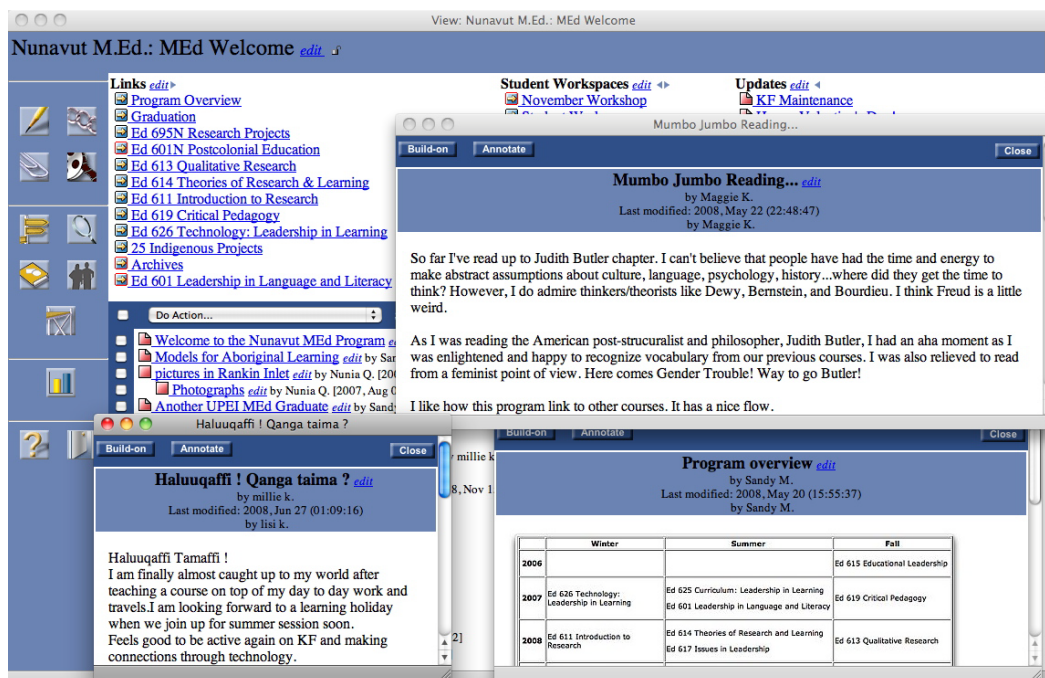 View: Nunavut M.Ed.: MEd Welcome
Nunavut M.Ed.: MEd Welcome edit
Links edit
Program Overview
Graduation
Ed 695N Research Projects
Ed 601N Postcolonial Education
Ed 613 Qualitative Research
Ed 614 Theories of Research & Learning
Ed 611 Introduction to Research
Ed 619 Critical Pedagogy
Ed 626 Technology: Leadership in Learning
25 Indigenous Projects
Archives
Ed 601 Leadership in Language and Literacy
Student Workspaces edit
November Workshop
Updates edit
KF Maintenance
Do Action...
Welcome to the Nunavut MEd Program
Models for Aboriginal Learning edit by
pictures in Rankin Inlet edit by Nunia Q.
Photographs edit by Nunia Q. [2007, Aug 0
Another UPEI MEd Graduate edit by
Mumbo Jumbo Reading...
Build-on Annotate Close
Mumbo Jumbo Reading... edit
by Maggie K.
Last modified: 2008, May 22 (22:48:47)
by Maggie K.
So far I've read up to Judith Butler chapter. I can't believe that people have had the time and energy to
make abstract assumptions about culture, language, psychology, history...where did they get the time to
think? However, I do admire thinkers/theorists like Dewy, Bernstein, and Bourdieu. I think Freud is a little
weird.
As I was reading the American post-strucuralist and philosopher, Judith Butler, I had an aha moment as I
was enlightened and happy to recognize vocabulary from our previous courses. I was also relieved to read
from a feminist point of view. Here comes Gender Trouble! Way to go Butler!
I like how this program link to other courses. It has a nice flow.
Haluuqaffi ! Qanga taima ?
Build-on Annotate Close
Haluuqaffi ! Qanga taima ? edit
by millie k.
Last modified: 2008, Jun 27 (01:09:16)
by lisi k.
Haluuqaffi Tamaffi !
I am finally almost caught up to my world after
teaching a course on top of my day to day work and
travels.I am looking forward to a learning holiday
when we join up for summer session soon.
Feels good to be active again on KF and making
connections through technology.
millie k
8, Nov 1
2]
Build-on Annotate Close
Program overview edit
by Sandy M.
Last modified: 2008, May 20 (15:55:37)
by Sandy M.
Winter Summer Fall
2006 Ed 615 Educational Leadership
2007 Ed 626 Technology: Leadership in Learning Ed 625 Curriculum: Leadership in Learning Ed 601 Leadership in Language and Literacy Ed 619 Critical Pedagogy
2008 Ed 611 Introduction to Research Ed 614 Theories of Research and Learning Ed 617 Issues in Leadership Ed 613 Qualitative Research